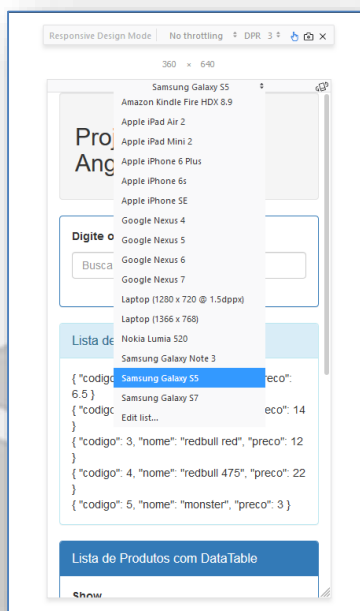 Responsive Design Mode No throttling DPR 3
360 × 640
Samsung Galaxy S5
Amazon Kindle Fire HDX 8.9
Apple iPad Air 2
Apple iPad Mini 2
Apple iPhone 6 Plus
Apple iPhone 6s
Apple iPhone SE
Google Nexus 4
Google Nexus 5
Google Nexus 6
Google Nexus 7
Laptop (1280 x 720 @ 1.5dppx)
Laptop (1366 x 768)
Nokia Lumia 520
Samsung Galaxy Note 3
Samsung Galaxy S5
Samsung Galaxy S7
Edit list...
Proj
Ang
Digite o
Busca
Lista de
{ "codigo eco":
6.5 }
{ "codigo eco": 14
}
{ "codigo": 3, "nome": "redbull red", "preco": 12
}
{ "codigo": 4, "nome": "redbull 475", "preco": 22
}
{ "codigo": 5, "nome": "monster", "preco": 3 }
Lista de Produtos com DataTable
Show